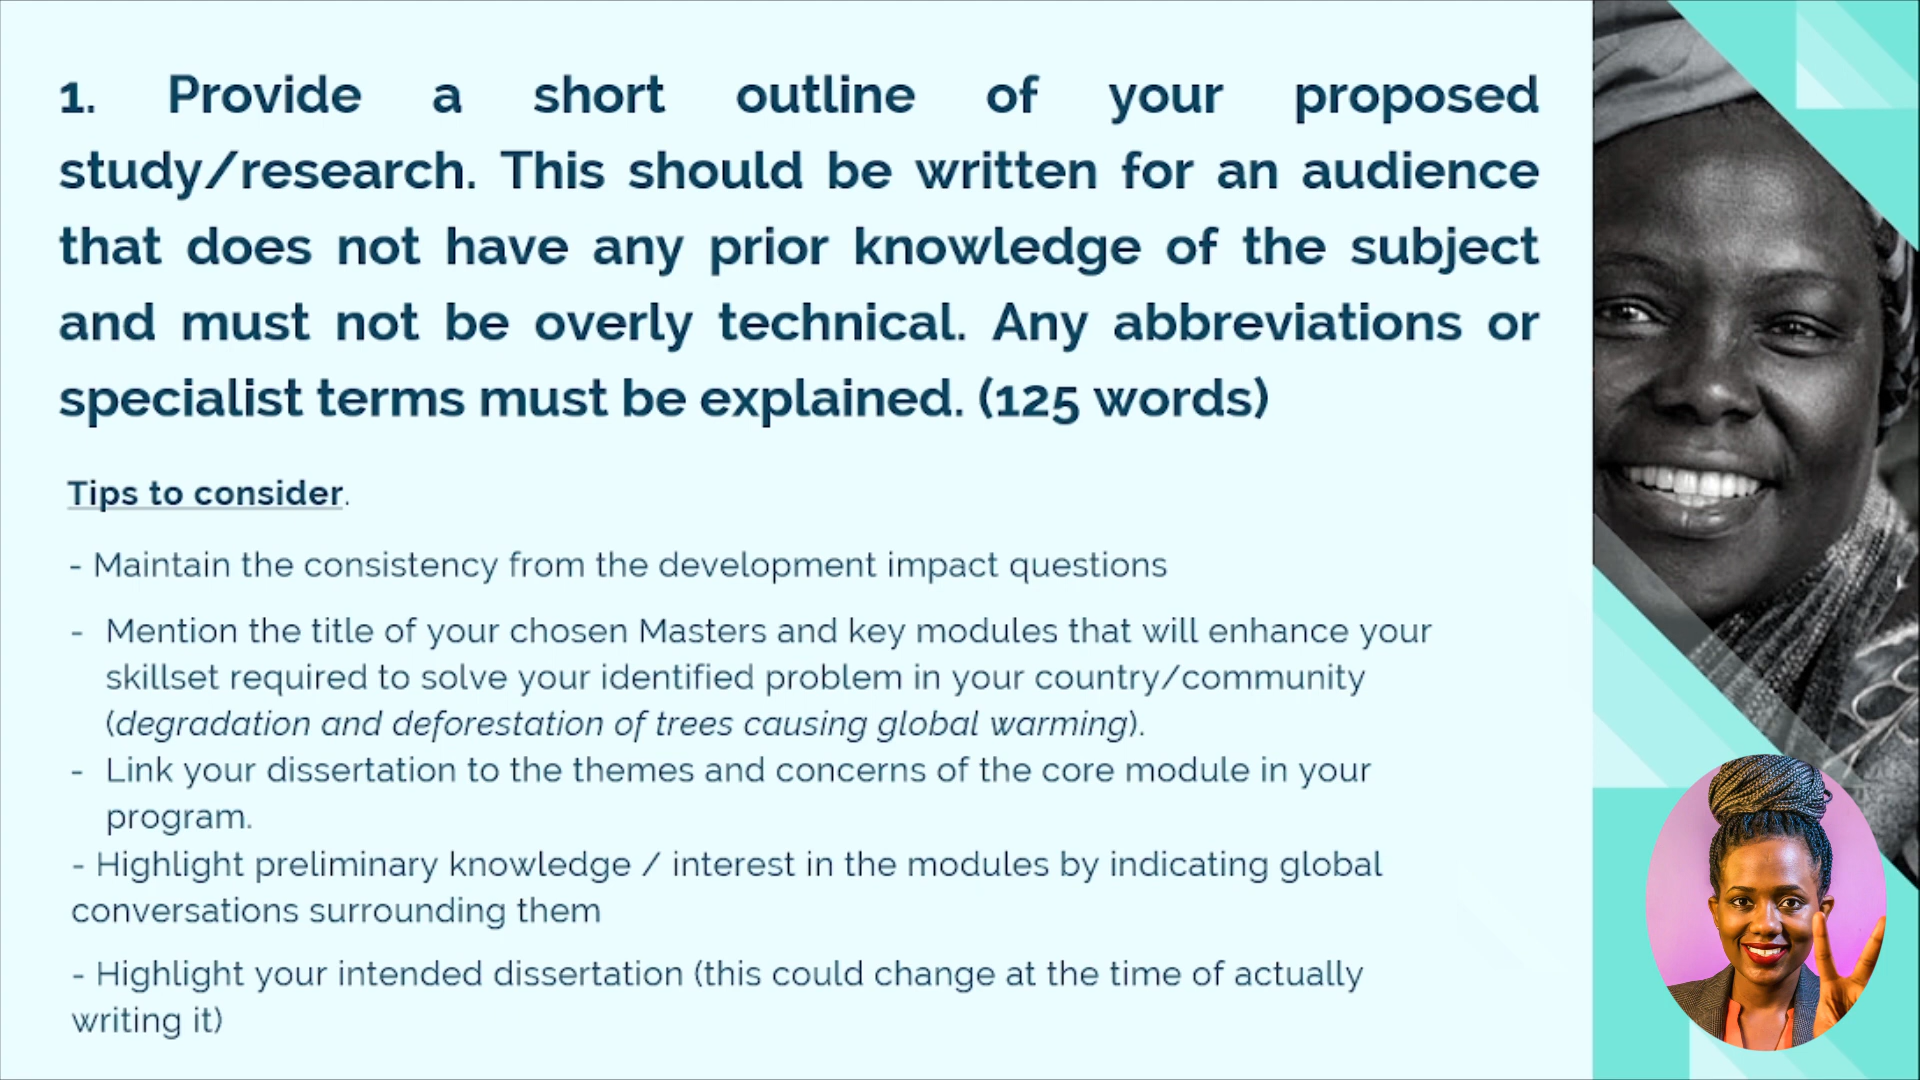 1. Provide a short outline of your proposed
study/research. This should be written for an audience
that does not have any prior knowledge of the subject
and must not be overly technical. Any abbreviations or
specialist terms must be explained. (125 words)
Tips to consider.
- Maintain the consistency from the development impact questions
- Mention the title of your chosen Masters and key modules that will enhance your
skillset required to solve your identified problem in your country/community
(degradation and deforestation of trees causing global warming).
- Link your dissertation to the themes and concerns of the core module in your
program.
- Highlight preliminary knowledge / interest in the modules by indicating global
conversations surrounding them
- Highlight your intended dissertation (this could change at the time of actually
writing it)